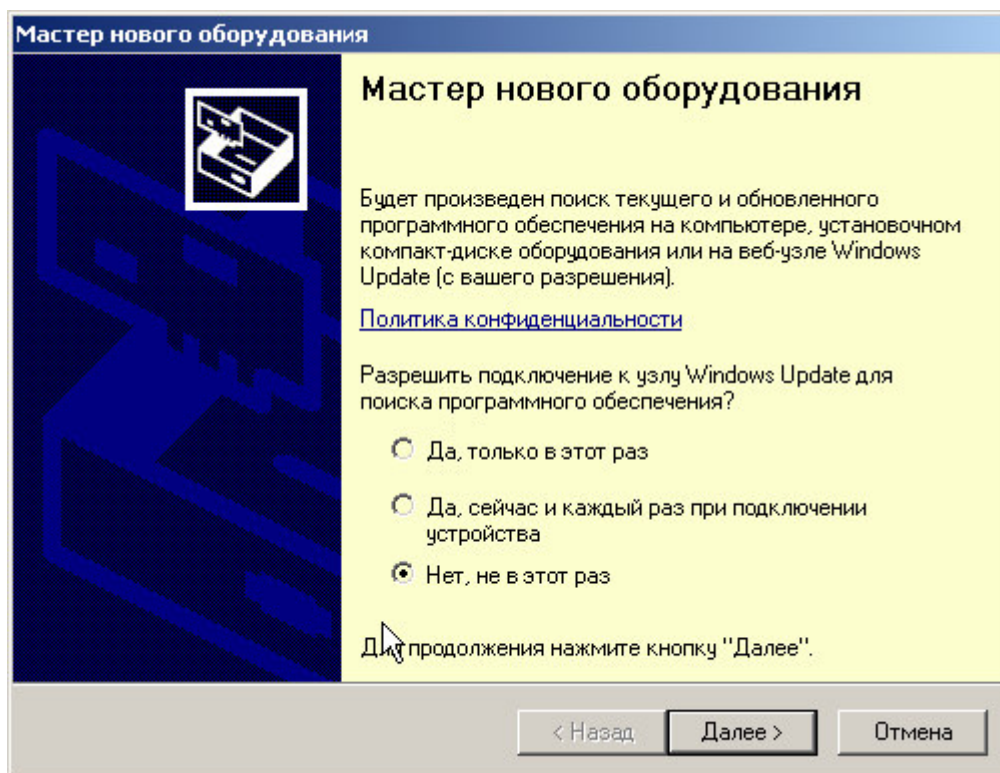 Мастер нового оборудования
Мастер нового оборудования
Будет произведен поиск текущего и обновленного
программного обеспечения на компьютере, установочном
компакт-диске оборудования или на веб-узле Windows
Update (с вашего разрешения).
Политика конфиденциальности
Разрешить подключение к узлу Windows Update для
поиска программного обеспечения?
Да, только в этот раз
Да, сейчас и каждый раз при подключении
устройства
Нет, не в этот раз
продолжения нажмите кнопку "Далее".
< Назад Далее > Отмена